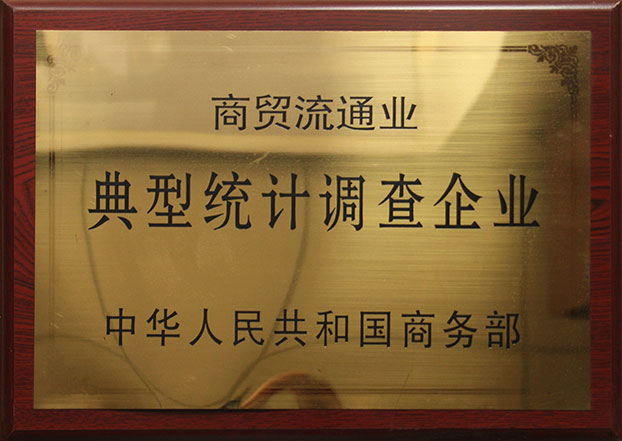 商贸流通业
典型统计调查企业
中华人民共和国商务部